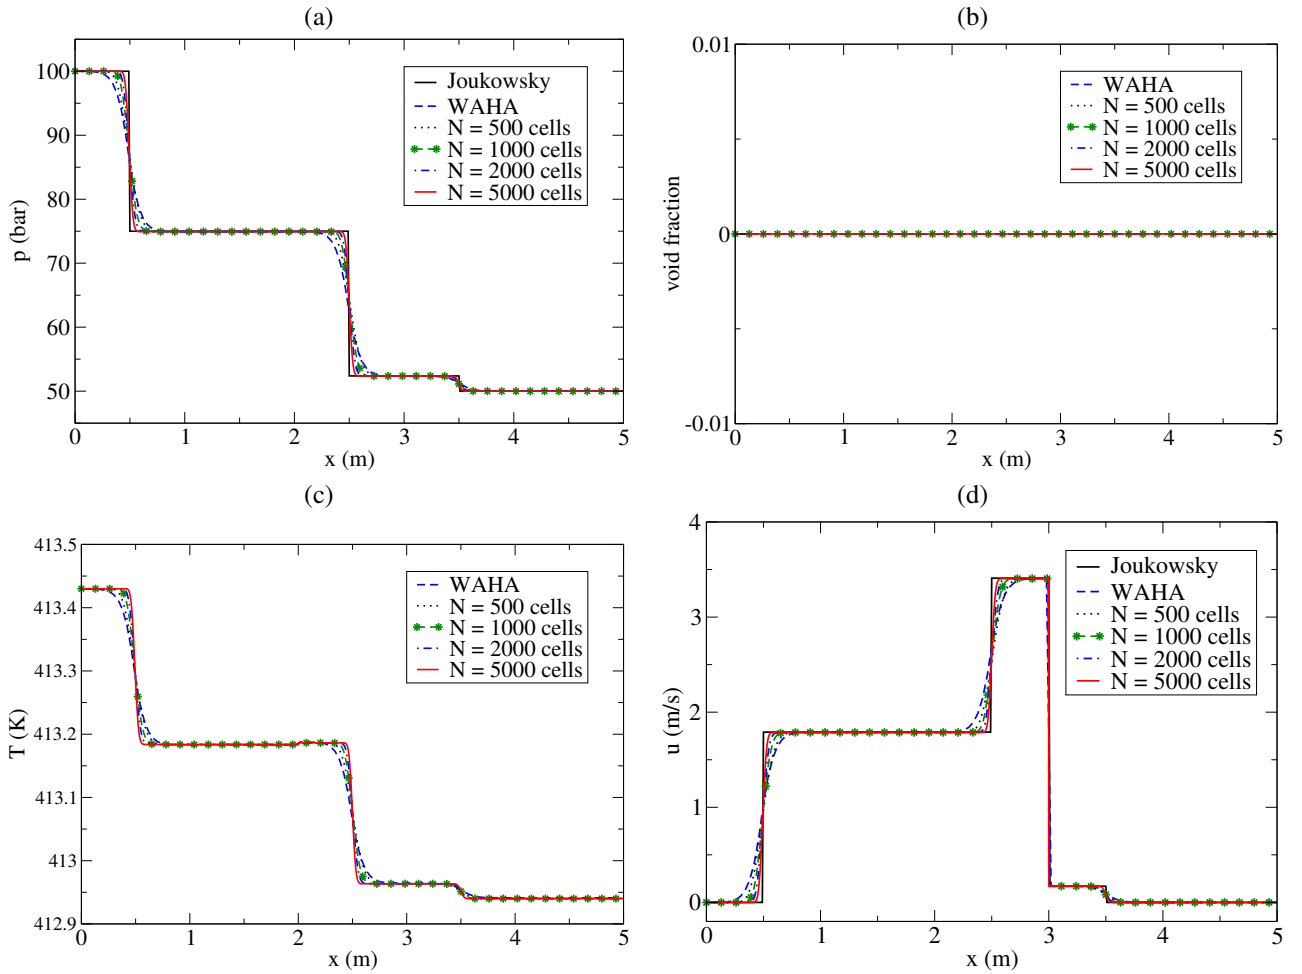 (a)
100
90
80
70
60
50
p (bar)
0 1 2 3 4 5
x (m)
Joukowsky
WAHA
N = 500 cells
N = 1000 cells
N = 2000 cells
N = 5000 cells
(b)
0.01
0
-0.01
void fraction
0 1 2 3 4 5
x (m)
WAHA
N = 500 cells
N = 1000 cells
N = 2000 cells
N = 5000 cells
(c)
413.5
413.4
413.3
413.2
413.1
413
412.9
T (K)
0 1 2 3 4 5
x (m)
WAHA
N = 500 cells
N = 1000 cells
N = 2000 cells
N = 5000 cells
(d)
4
3
2
1
0
u (m/s)
0 1 2 3 4 5
x (m)
Joukowsky
WAHA
N = 500 cells
N = 1000 cells
N = 2000 cells
N = 5000 cells